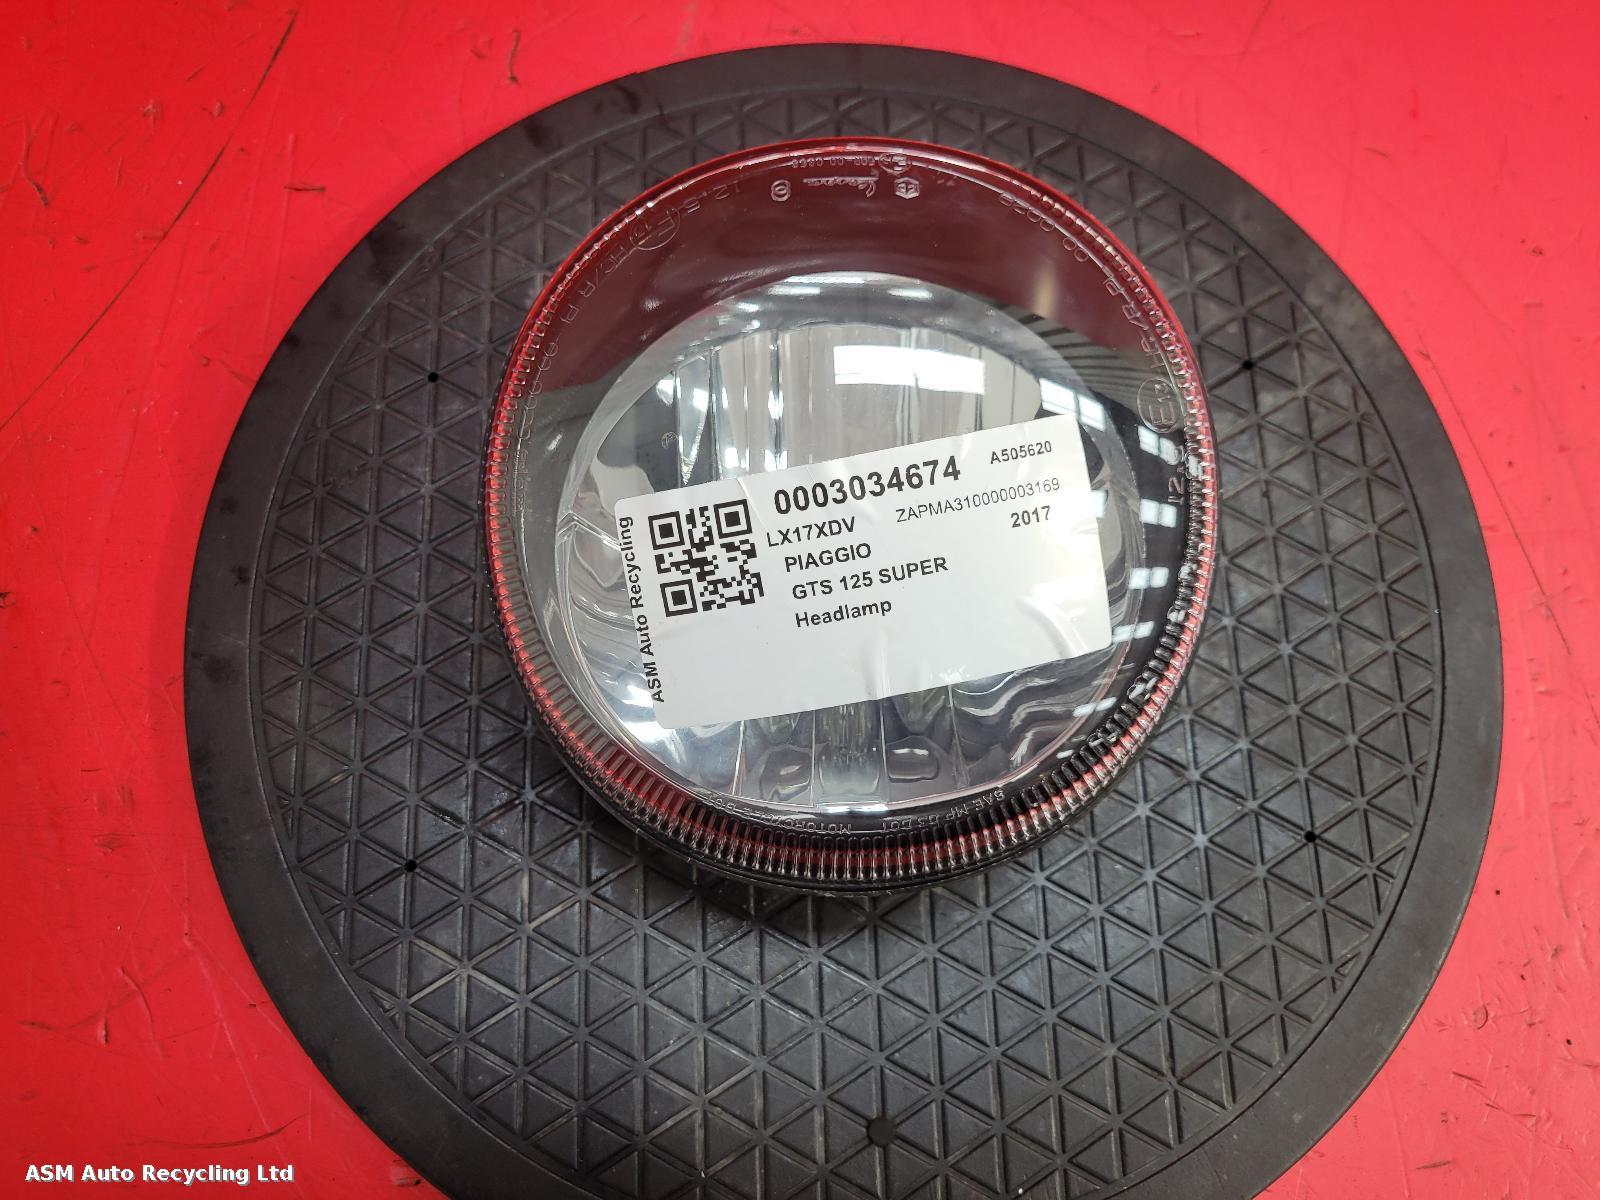 0003034674
A505620
LX17XDV
ZAPMA310000003169
PIAGGIO
2017
GTS 125 SUPER
Headlamp
ASM Auto Recycling
ASM Auto Recycling Ltd